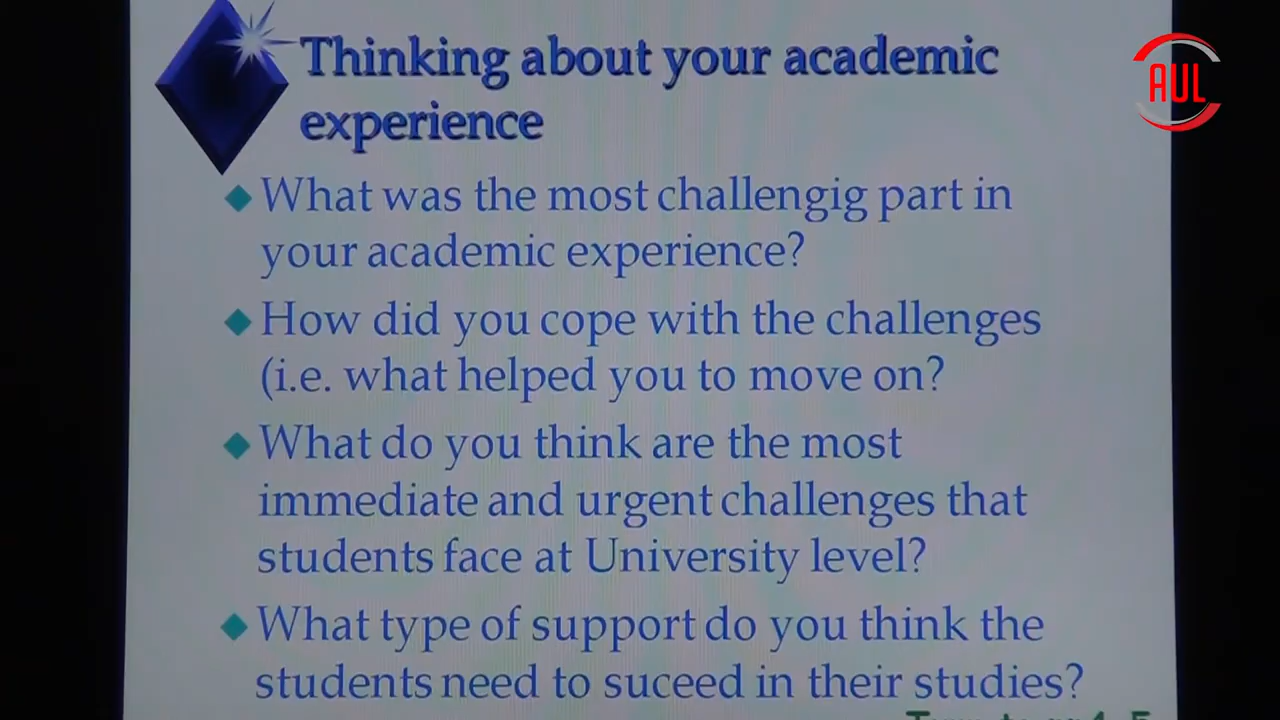 Thinking about your academic
experience
AUL
What was the most challengig part in
your academic experience?
How did you cope with the challenges
(i.e. what helped you to move on?
What do you think are the most
immediate and urgent challenges that
students face at University level?
What type of support do you think the
students need to suceed in their studies?